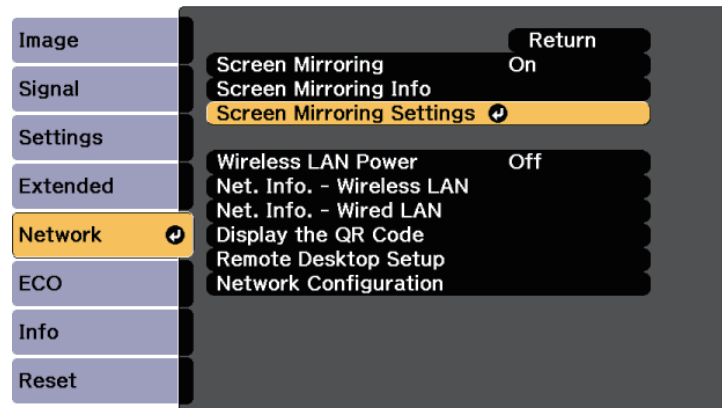 Image
Signal
Settings
Extended
Network
ECO
Info
Reset
Return
Screen Mirroring On
Screen Mirroring Info
Screen Mirroring Settings
Wireless LAN Power Off
Net. Info. - Wireless LAN
Net. Info. - Wired LAN
Display the QR Code
Remote Desktop Setup
Network Configuration